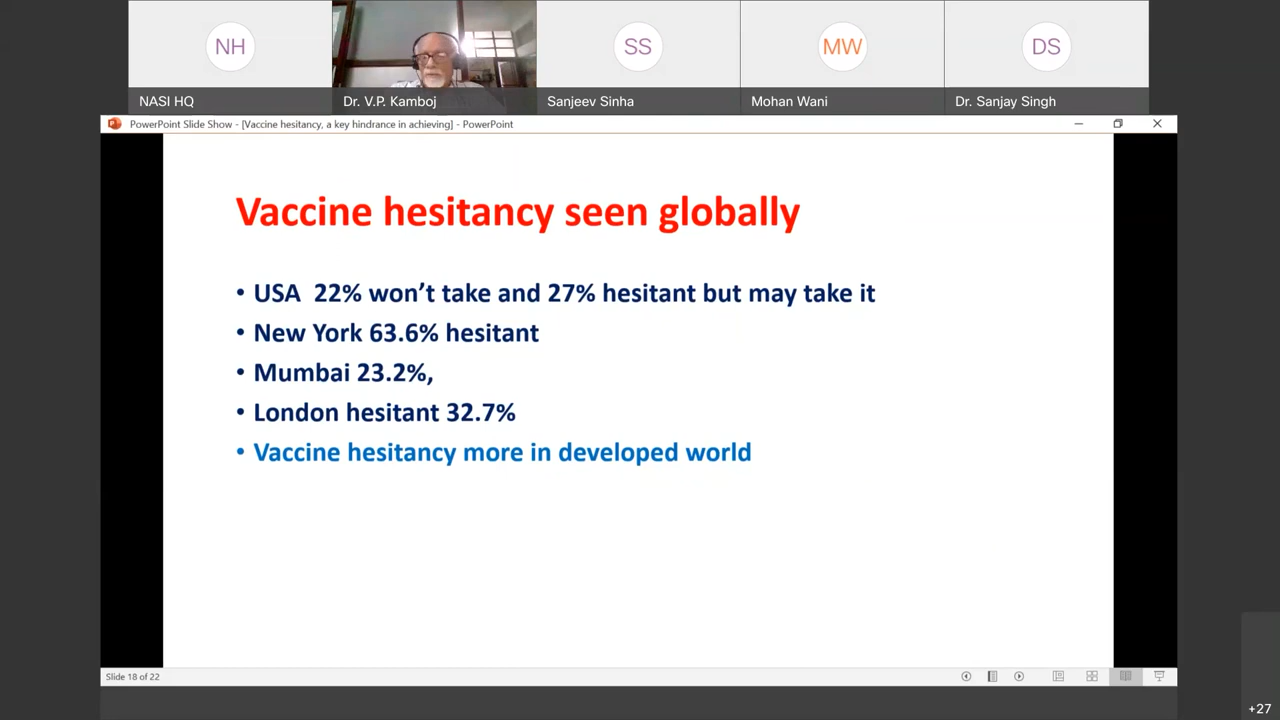 NH
SS
MW
DS
NASI HQ
Dr. V.P. Kamboj
Sanjeev Sinha
Mohan Wani
Dr. Sanjay Singh
PowerPoint Slide Show - [Vaccine hesitancy, a key hindrance in achieving] - PowerPoint
Vaccine hesitancy seen globally
• USA  22% won’t take and 27% hesitant but may take it
• New York 63.6% hesitant
• Mumbai 23.2%,
• London hesitant 32.7%
• Vaccine hesitancy more in developed world
Slide 18 of 22
+27